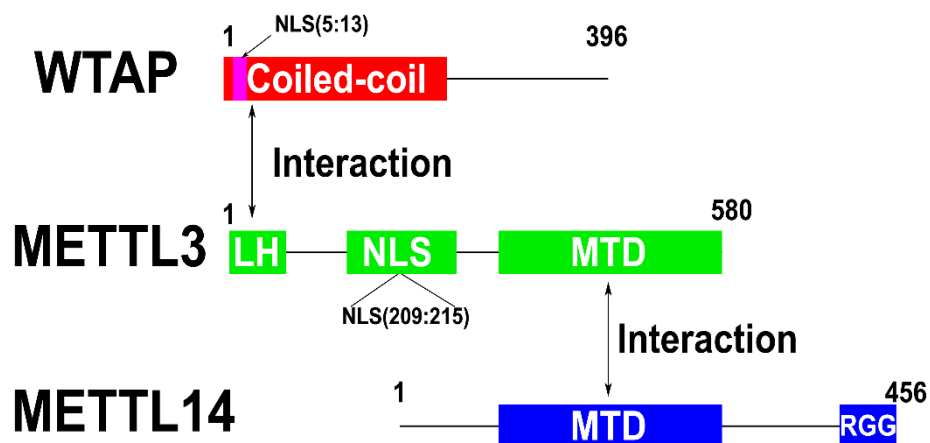 NLS(5:13)
1
396
WTAP
Coiled-coil
Interaction
1
580
METTL3
LH
NLS
MTD
NLS(209:215)
Interaction
1
456
METTL14
MTD
RGG